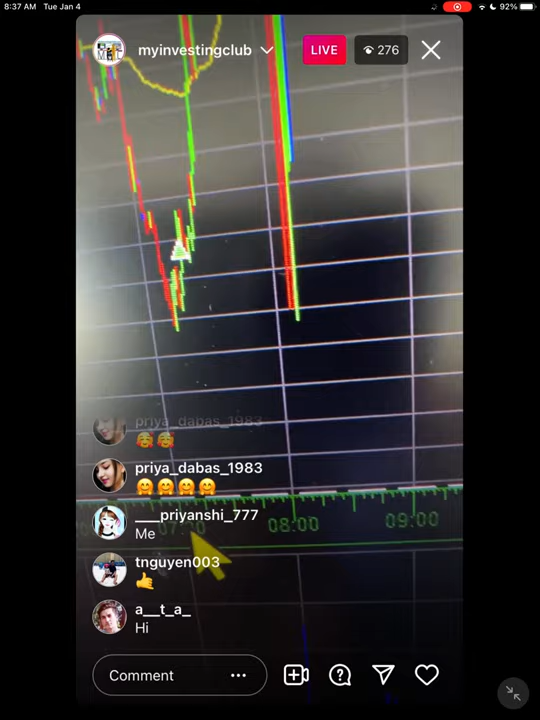 8:37 AM Tue Jan 4
92%
myinvestingclub
LIVE
276
priya_dabas_1983
🥰🥰
priya_dabas_1983
🤗🤗🤗🤗
08:00
09:00
___priyanshi_777
Me
tnguyen003
🤙
a__t_a_
Hi
Comment